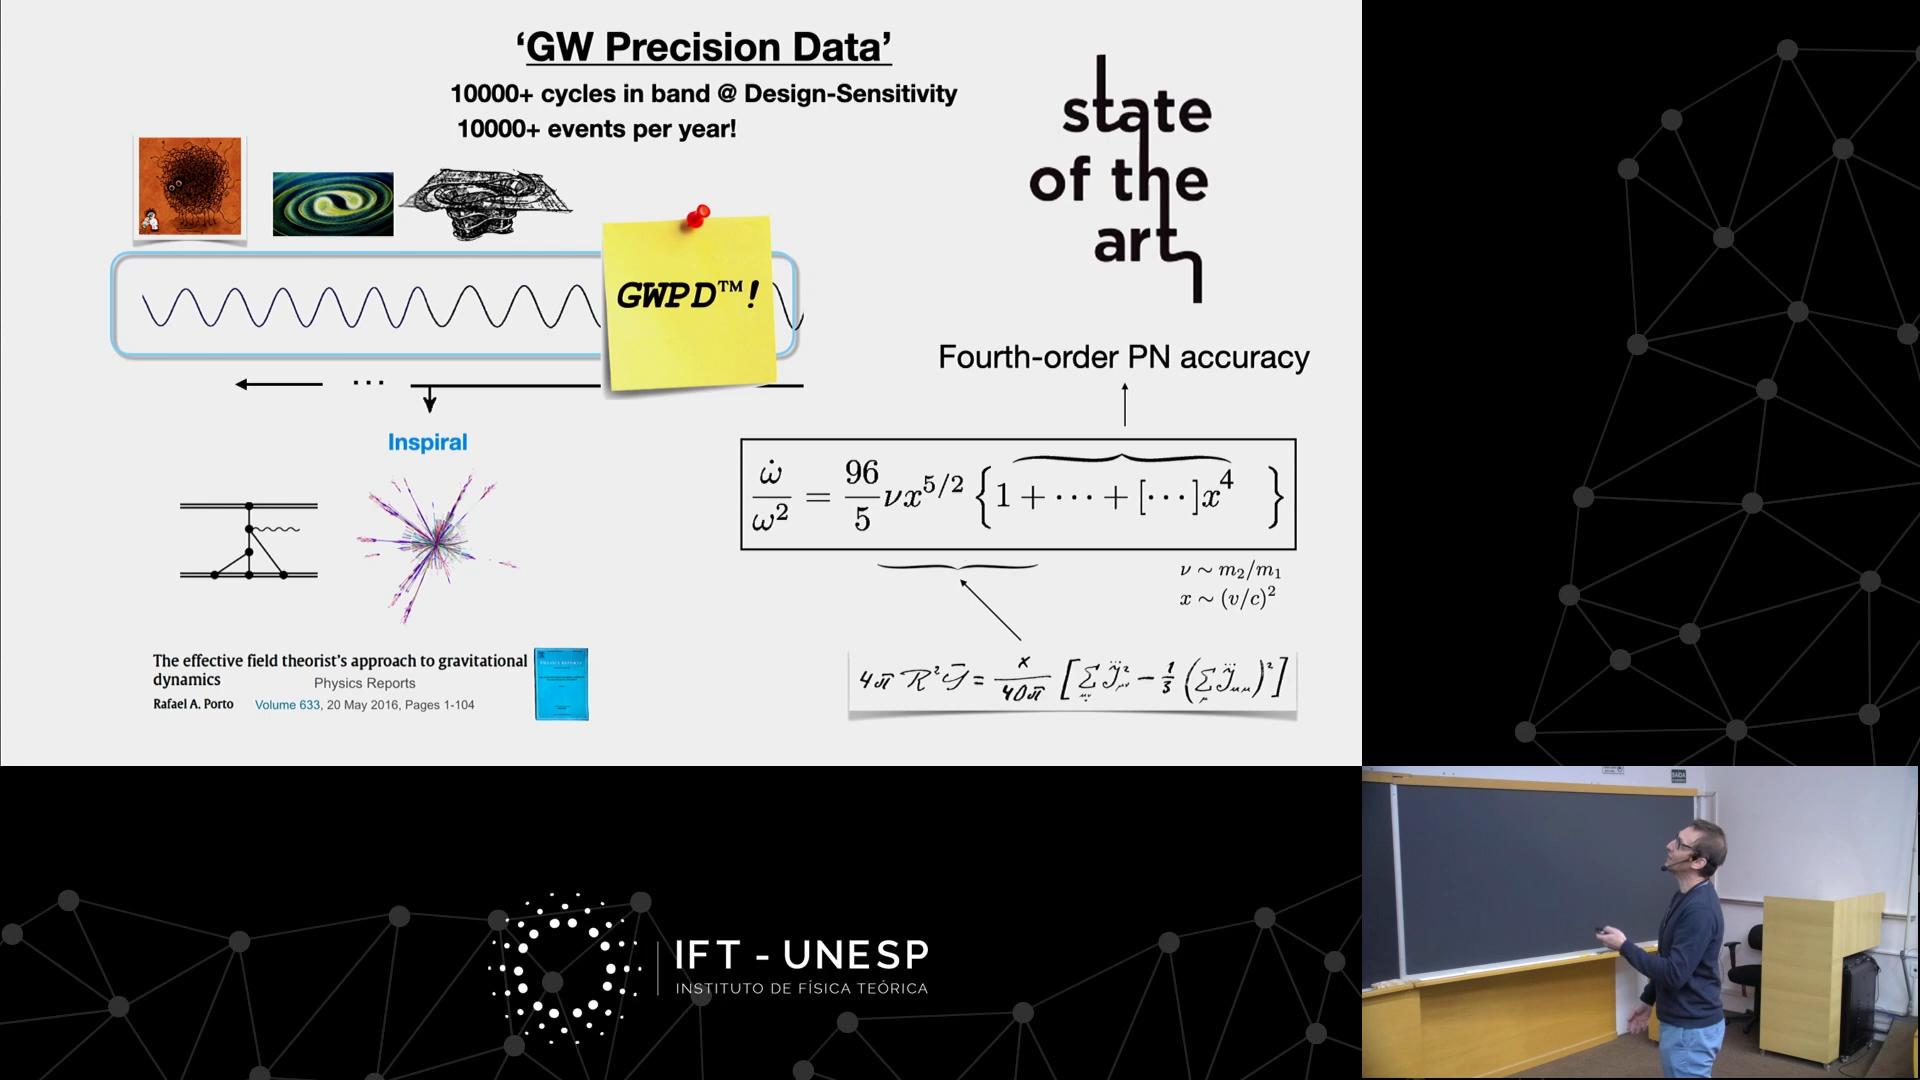 ‘GW Precision Data’
10000+ cycles in band @ Design-Sensitivity
10000+ events per year!
state
of the
art
GWPD™!
Fourth-order PN accuracy
...
Inspiral
ω̇/ω² = 96/5 νx^{5/2} {1 + ⋯ + [⋯]x⁴ }
ν ∼ m₂/m₁
x ∼ (v/c)²
The effective field theorist's approach to gravitational
dynamics
Physics Reports
Rafael A. Porto
Volume 633, 20 May 2016, Pages 1-104
PHYSICS REPORTS
IFT - UNESP
INSTITUTO DE FÍSICA TEÓRICA
SAÍDA